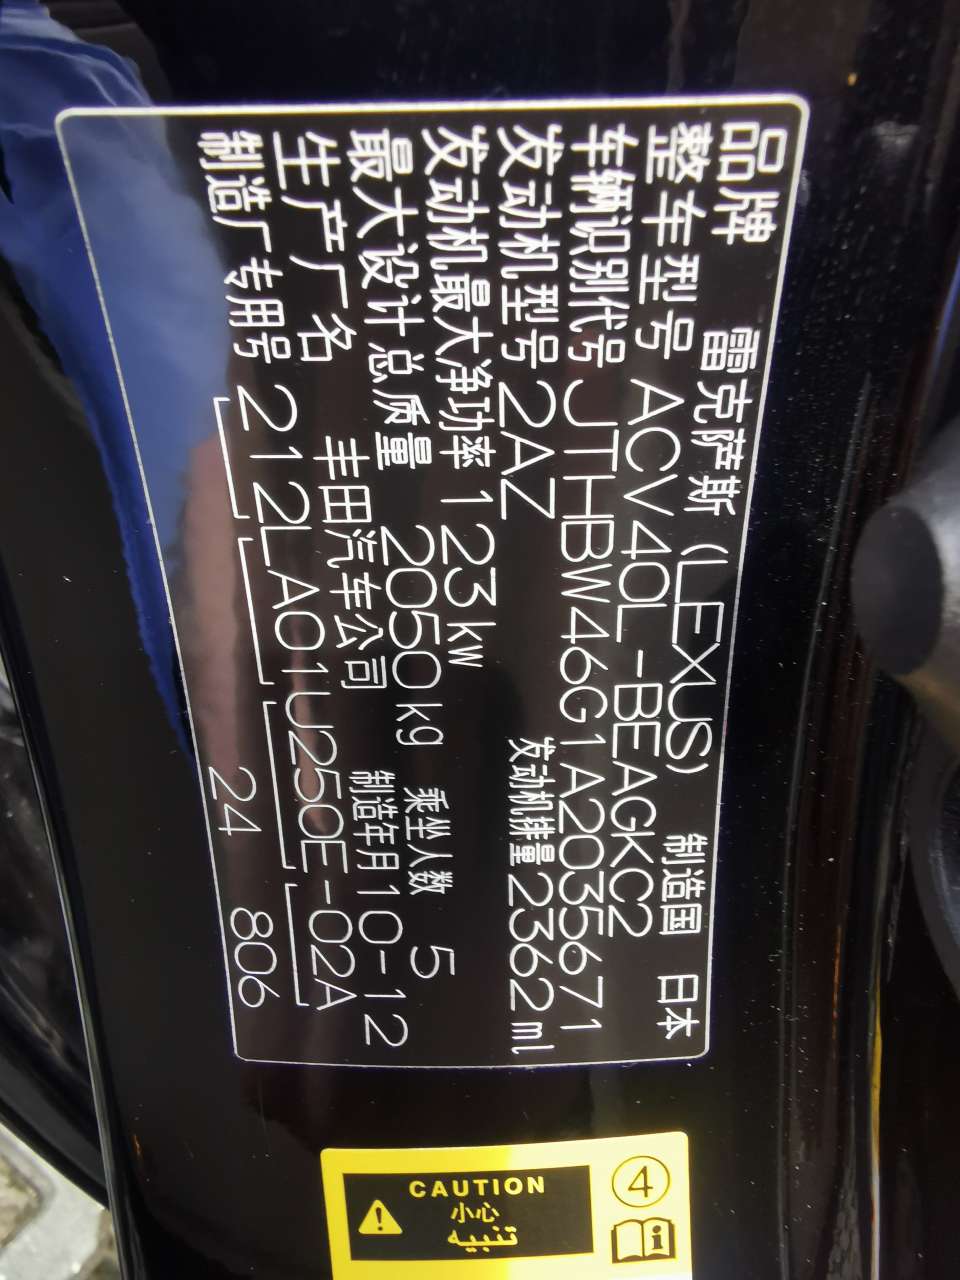 品牌 雷克萨斯 (LEXUS) 制造国 日本
整车型号 ACV40L-BEAGKC2
车辆识别代号 JTHBW46G1A2035671
发动机型号 2AZ 发动机排量 2362ml
发动机最大净功率 123kW
最大设计总质量 2050kg 乘坐人数 5
生产厂名 丰田汽车公司 制造年月 10-12
制造厂专用号 212LA01U250E-02A
24 806
CAUTION
小心
تنبيه
4
i